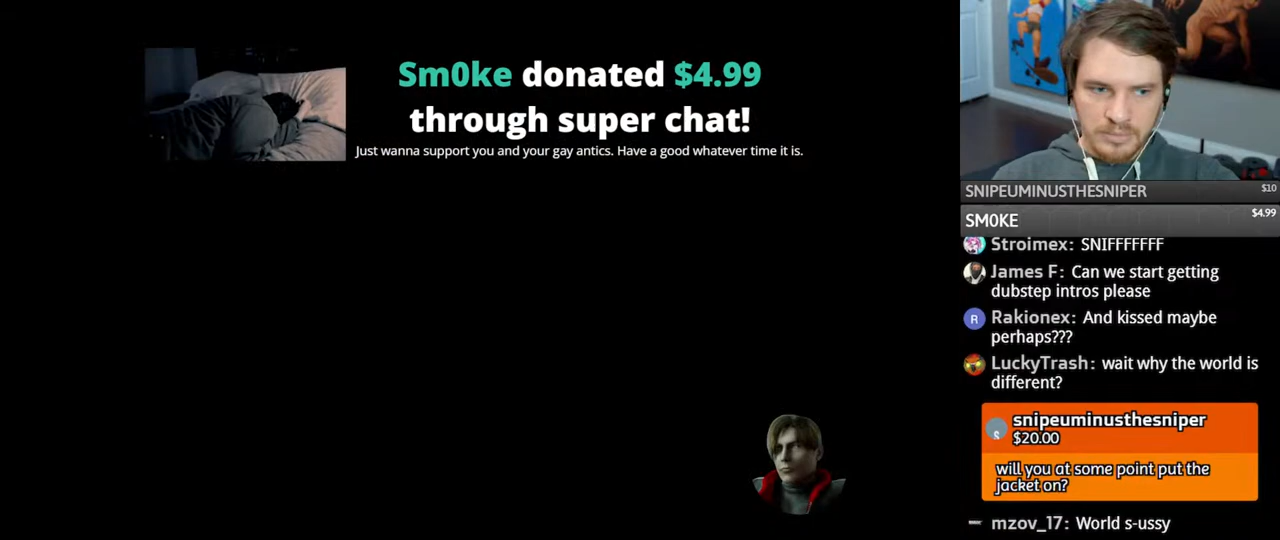 Sm0ke donated $4.99
through super chat!
Just wanna support you and your gay antics. Have a good whatever time it is.
SNIPEUMINUSTHESNIPER $10
SM0KE $4.99
Stroimex: SNIFFFFFFF
James F: Can we start getting
dubstep intros please
R Rakionex: And kissed maybe
perhaps???
LuckyTrash: wait why the world is
different?
s snipeuminusthesniper
$20.00
will you at some point put the
jacket on?
mzov_17: World s-ussy